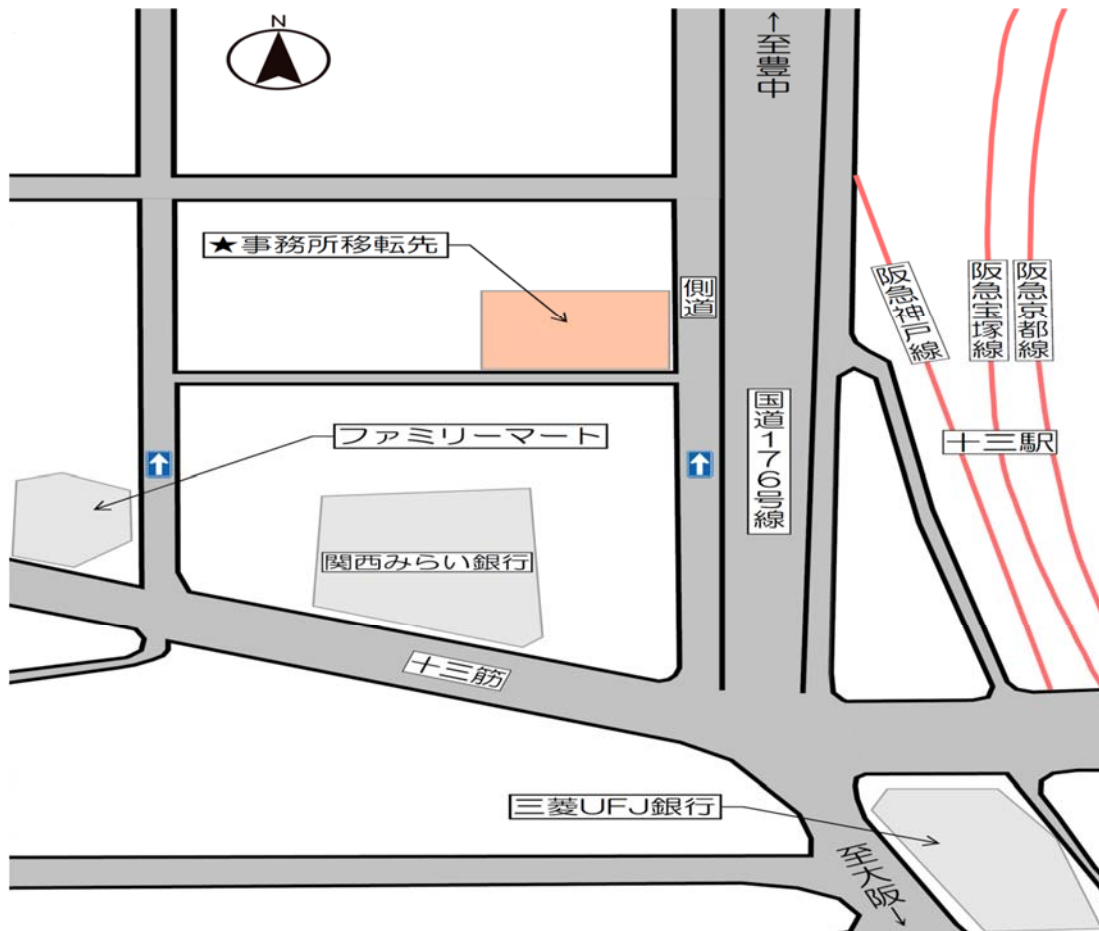 N
↑至豊中
★事務所移転先
側道
阪急神戸線
阪急宝塚線
阪急京都線
国道176号線
ファミリーマート
十三駅
関西みらい銀行
十三筋
三菱UFJ銀行
至大阪→